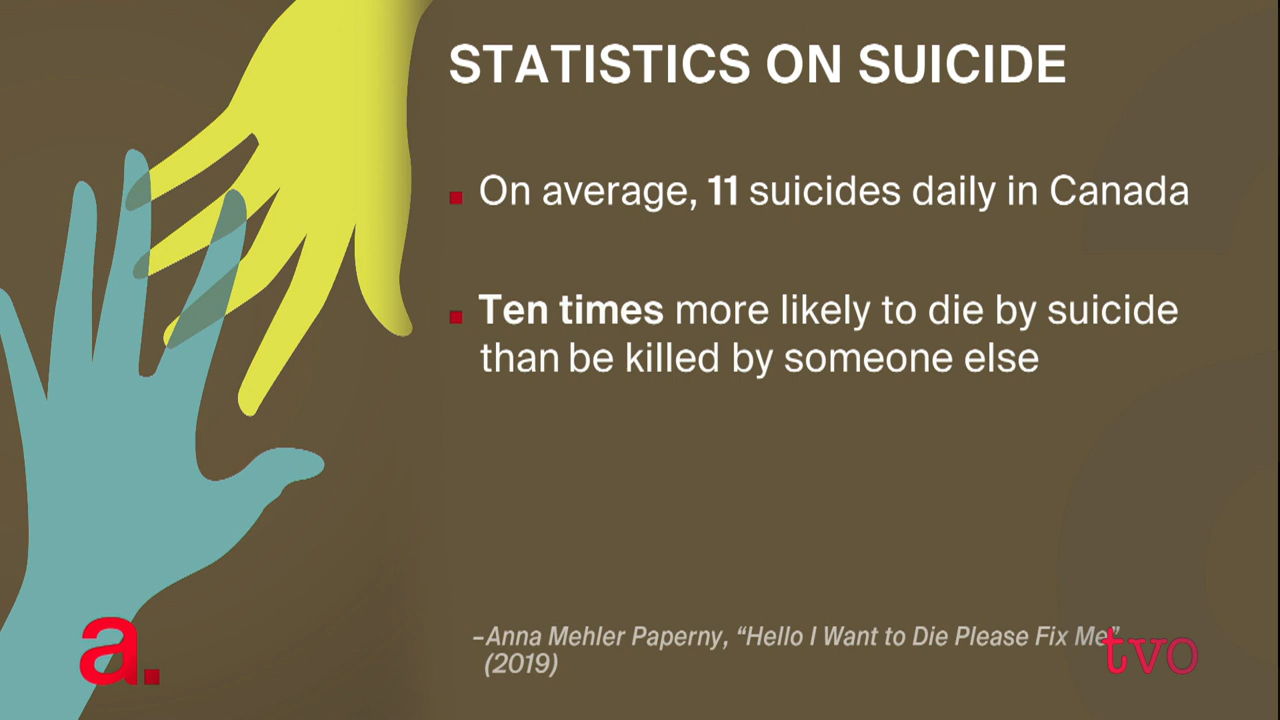 STATISTICS ON SUICIDE
On average, 11 suicides daily in Canada
Ten times more likely to die by suicide
than be killed by someone else
–Anna Mehler Paperny, “Hello I Want to Die Please Fix Me”
(2019)
a.
tvo